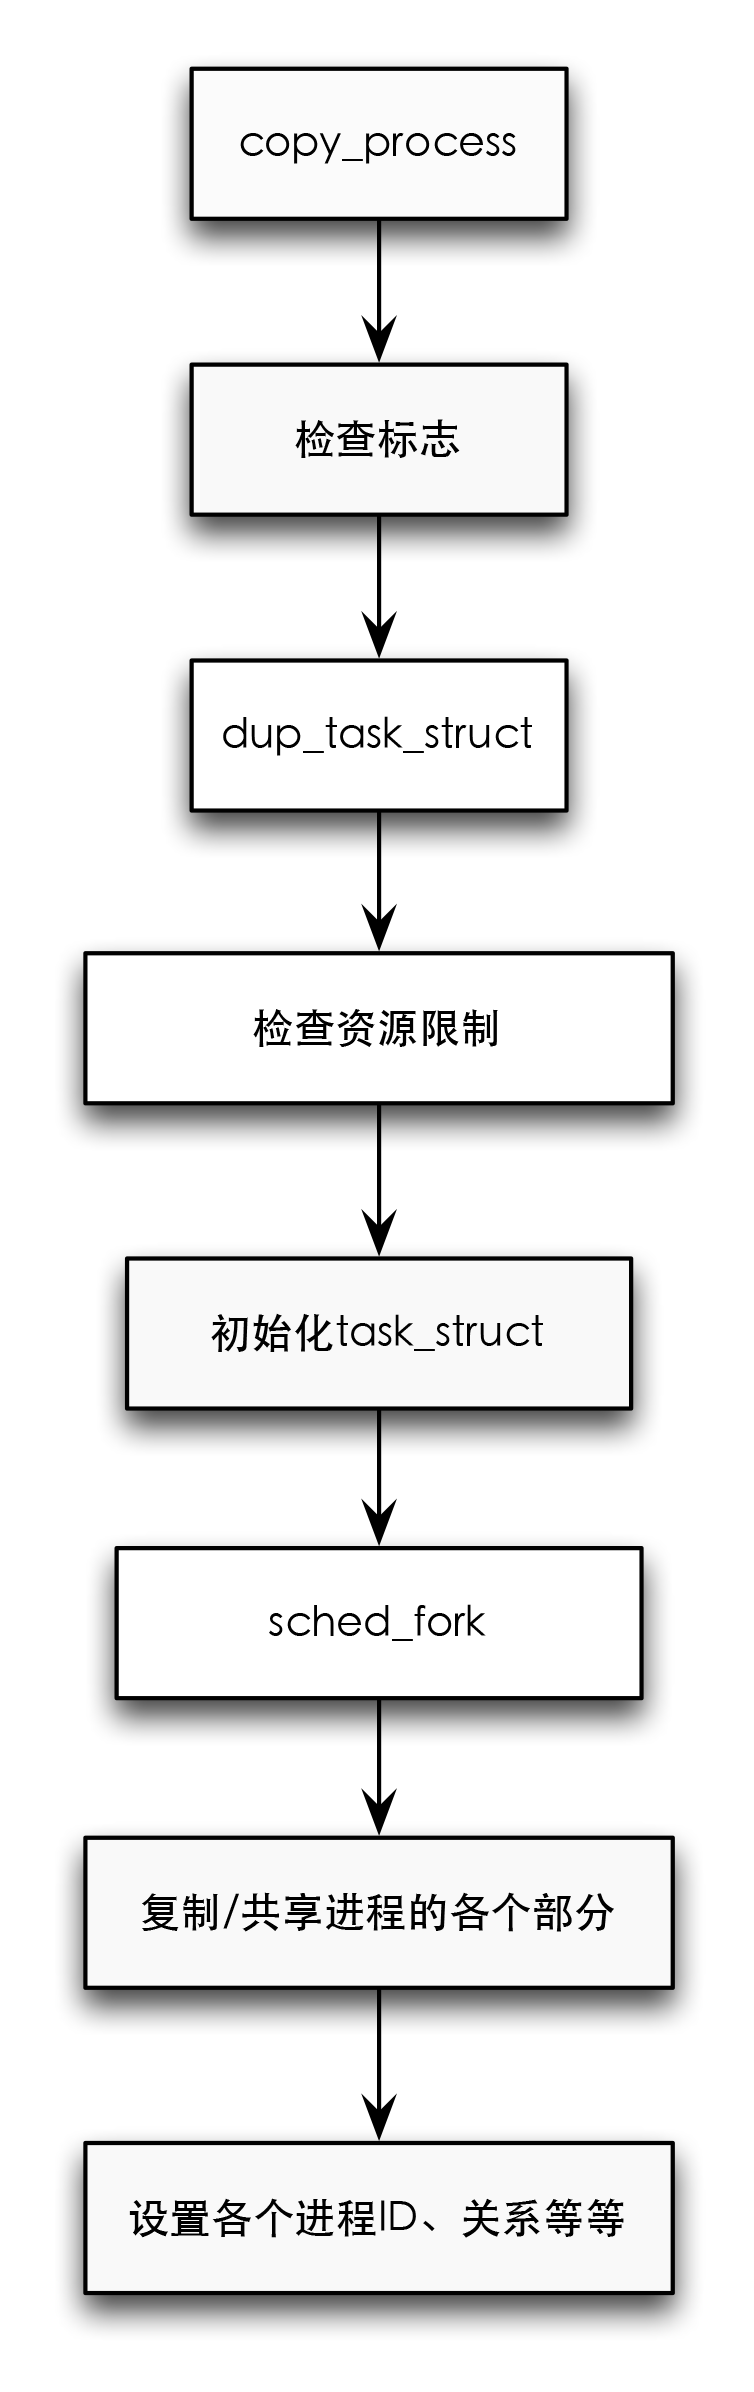 copy_process
检查标志
dup_task_struct
检查资源限制
初始化task_struct
sched_fork
复制/共享进程的各个部分
设置各个进程ID、关系等等